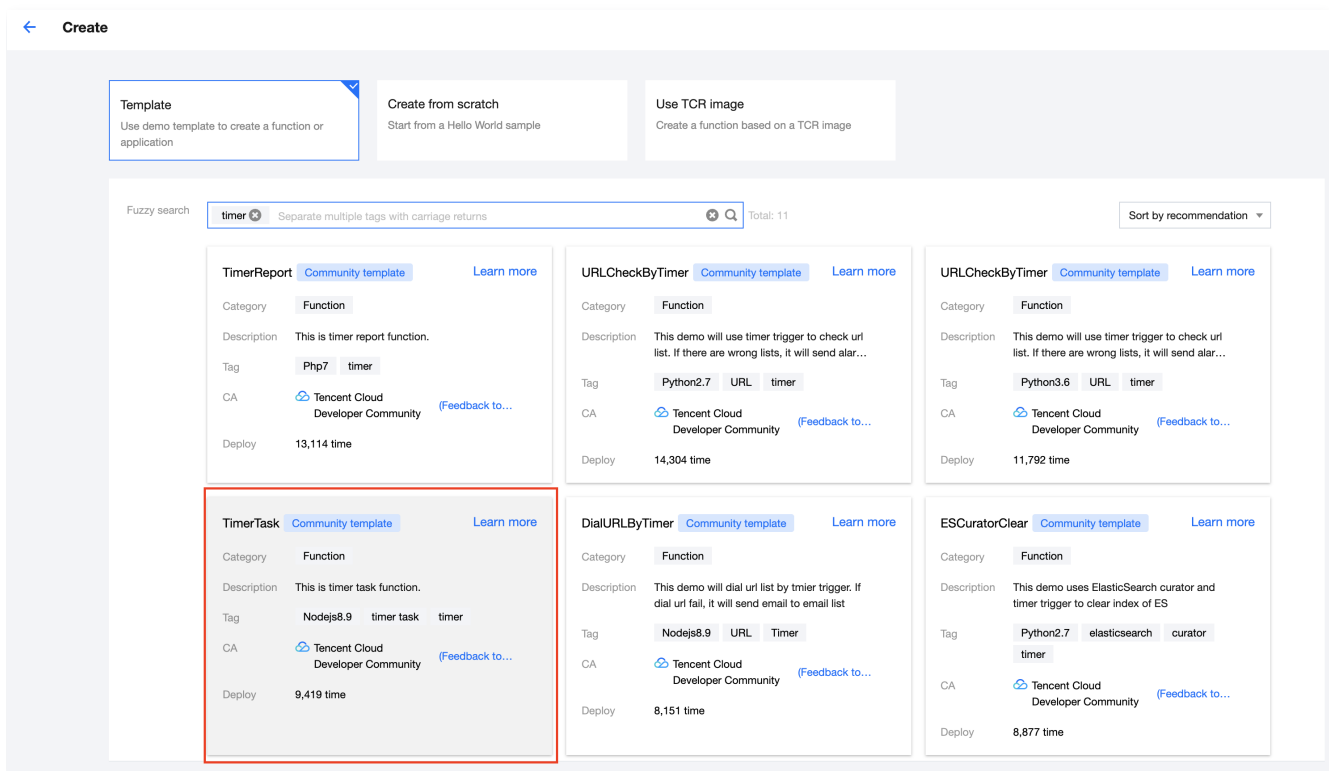 Create
Template
Use demo template to create a function or
application
Create from scratch
Start from a Hello World sample
Use TCR image
Create a function based on a TCR image
Fuzzy search
timer Separate multiple tags with carriage returns
Total: 11
Sort by recommendation
TimerReport Community template Learn more
Category Function
Description This is timer report function.
Tag Php7 timer
CA Tencent Cloud
Developer Community (Feedback to...
Deploy 13,114 time
URLCheckByTimer Community template Learn more
Category Function
Description This demo will use timer trigger to check url
list. If there are wrong lists, it will send alar...
Tag Python2.7 URL timer
CA Tencent Cloud
Developer Community (Feedback to...
Deploy 14,304 time
URLCheckByTimer Community template Learn more
Category Function
Description This demo will use timer trigger to check url
list. If there are wrong lists, it will send alar...
Tag Python3.6 URL timer
CA Tencent Cloud
Developer Community (Feedback to...
Deploy 11,792 time
TimerTask Community template Learn more
Category Function
Description This is timer task function.
Tag Nodejs8.9 timer task timer
CA Tencent Cloud
Developer Community (Feedback to...
Deploy 9,419 time
DialURLByTimer Community template Learn more
Category Function
Description This demo will dial url list by tmier trigger. If
dial url fail, it will send email to email list
Tag Nodejs8.9 URL Timer
CA Tencent Cloud
Developer Community (Feedback to...
Deploy 8,151 time
ESCuratorClear Community template Learn more
Category Function
Description This demo uses ElasticSearch curator and
timer trigger to clear index of ES
Tag Python2.7 elasticsearch curator
timer
CA Tencent Cloud
Developer Community (Feedback to...
Deploy 8,877 time